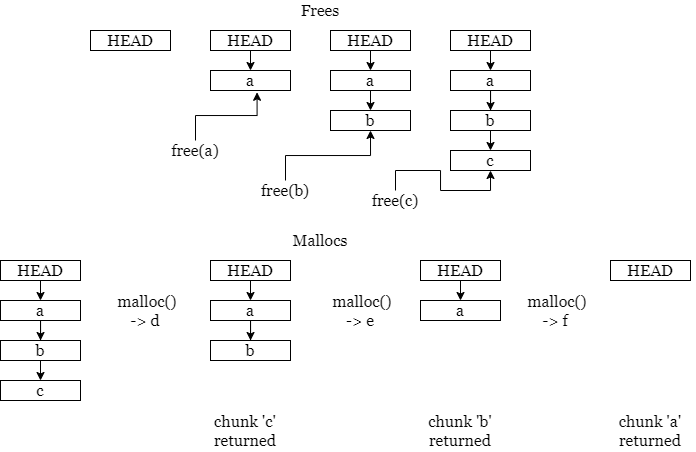 Frees
HEAD HEAD HEAD HEAD
a a a
b b
free(a)
c
free(b)
free(c)
Mallocs
HEAD HEAD HEAD HEAD
a malloc() a malloc() a malloc()
-> d -> e -> f
b b
c
chunk 'c' chunk 'b' chunk 'a'
returned returned returned